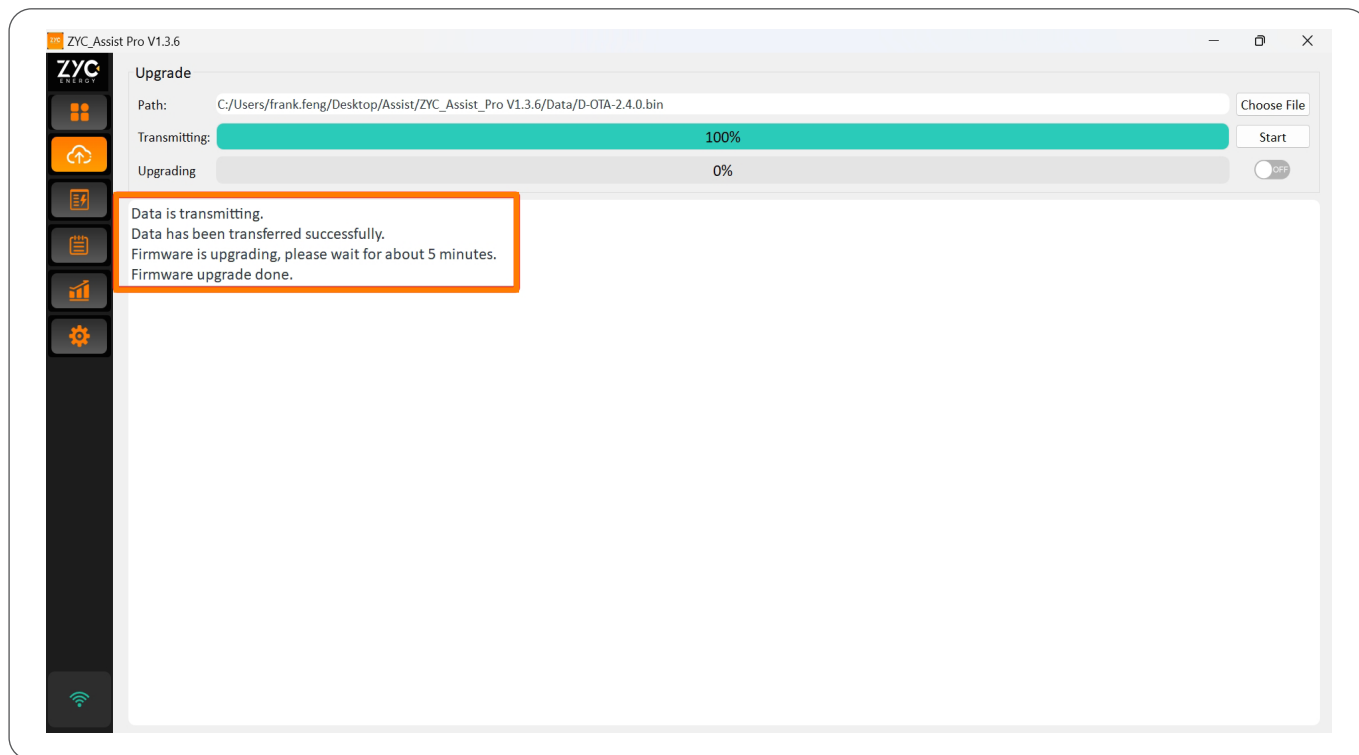 ZYC ZYC_Assist Pro V1.3.6
ZYC
ENERGY
Upgrade
Path: C:/Users/frank.feng/Desktop/Assist/ZYC_Assist_Pro V1.3.6/Data/D-OTA-2.4.0.bin Choose File
Transmitting: 100% Start
Upgrading 0% OFF
Data is transmitting.
Data has been transferred successfully.
Firmware is upgrading, please wait for about 5 minutes.
Firmware upgrade done.